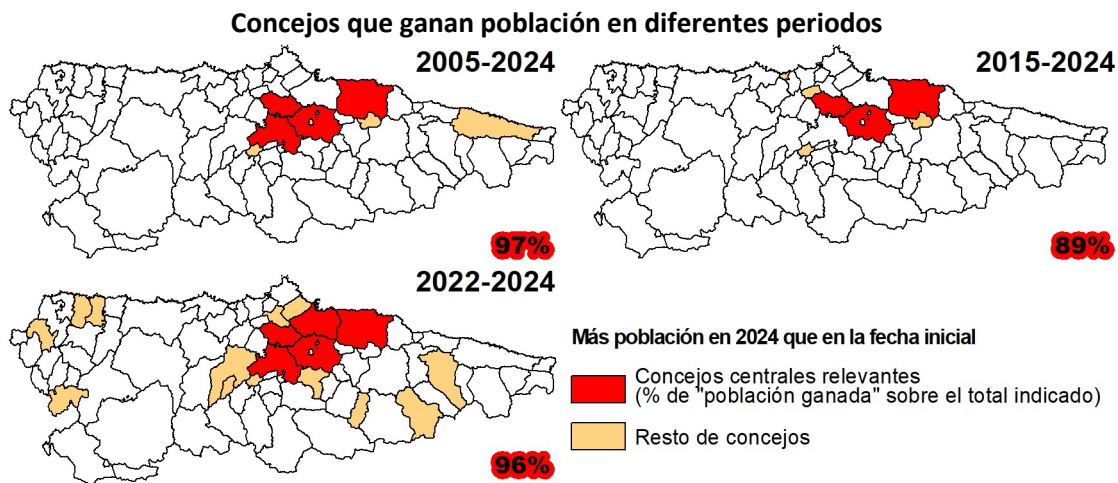 Concejos que ganan población en diferentes periodos
2005-2024
97%
2015-2024
89%
2022-2024
96%
Más población en 2024 que en la fecha inicial
Concejos centrales relevantes
(% de "población ganada" sobre el total indicado)
Resto de concejos